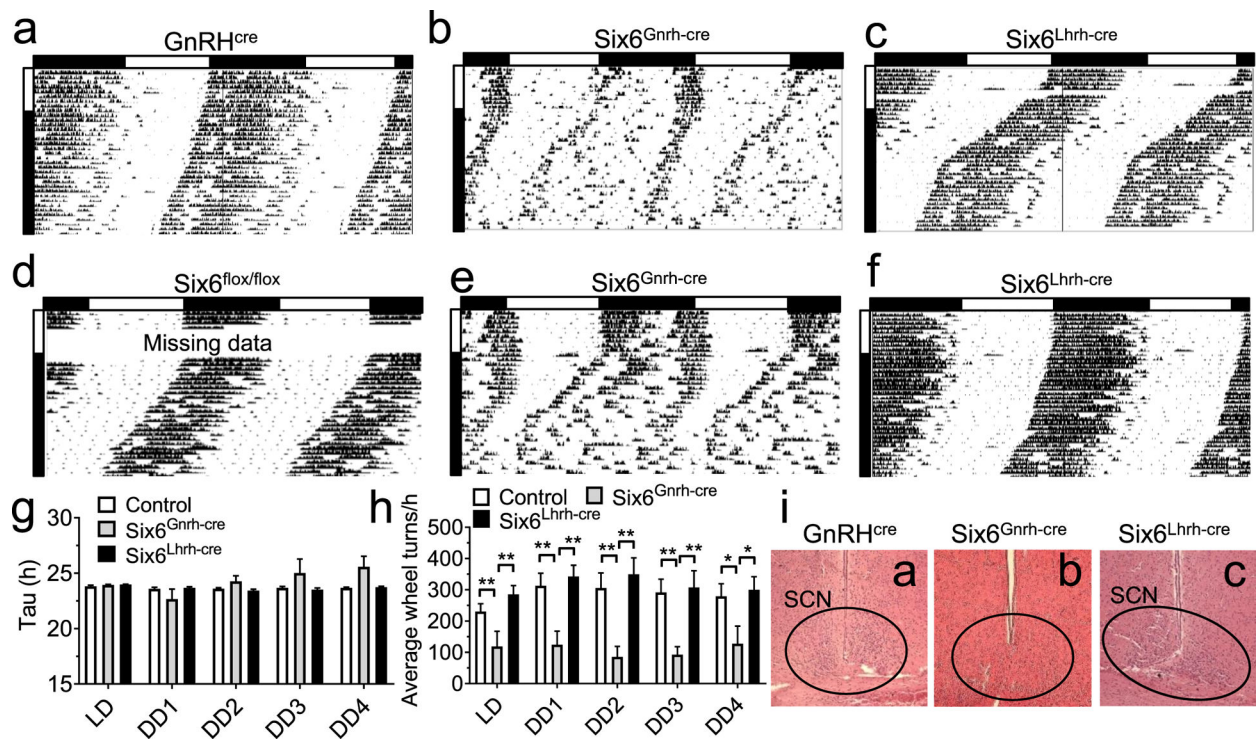 a
GnRHcre
b
Six6Gnrh-cre
c
Six6Lhrh-cre
d
Six6flox/flox
Missing data
e
Six6Gnrh-cre
f
Six6Lhrh-cre
g
Control
Six6Gnrh-cre
Six6Lhrh-cre
Tau (h)
30
25
20
15
LD
DD1
DD2
DD3
DD4
h
Control
Six6Gnrh-cre
Six6Lhrh-cre
Average wheel turns/h
500
400
300
200
100
0
** ** ** ** ** ** ** ** * *
LD
DD1
DD2
DD3
DD4
i
GnRHcre
Six6Gnrh-cre
Six6Lhrh-cre
a
SCN
b
c
SCN